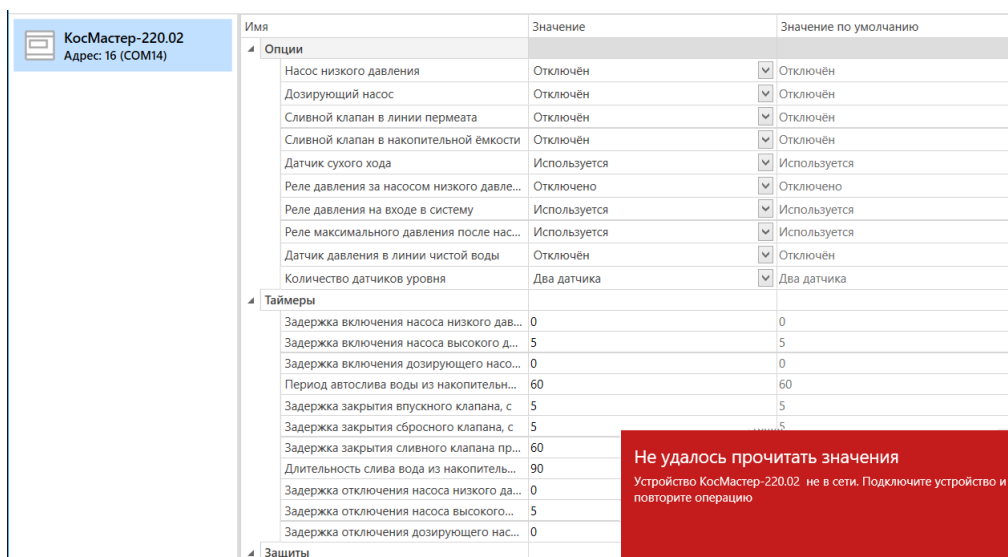 КосМастер-220.02
Адрес: 16 (COM14)
Имя Значение Значение по умолчанию
Опции
Насос низкого давления Отключён Отключён
Дозирующий насос Отключён Отключён
Сливной клапан в линии пермеата Отключён Отключён
Сливной клапан в накопительной ёмкости Отключён Отключён
Датчик сухого хода Используется Используется
Реле давления за насосом низкого давле... Отключено Отключено
Реле давления на входе в систему Используется Используется
Реле максимального давления после нас... Используется Используется
Датчик давления в линии чистой воды Отключён Отключён
Количество датчиков уровня Два датчика Два датчика
Таймеры
Задержка включения насоса низкого дав... 0 0
Задержка включения насоса высокого д... 5 5
Задержка включения дозирующего насо... 0 0
Период автослива воды из накопительн... 60 60
Задержка закрытия впускного клапана, с 5 5
Задержка закрытия сбросного клапана, с 5 5
Задержка закрытия сливного клапана пр... 60
Длительность слива вода из накопитель... 90
Задержка отключения насоса низкого да... 0
Задержка отключения насоса высокого... 5
Задержка отключения дозирующего нас... 0
Защиты
Не удалось прочитать значения
Устройство КосМастер-220.02 не в сети. Подключите устройство и
повторите операцию